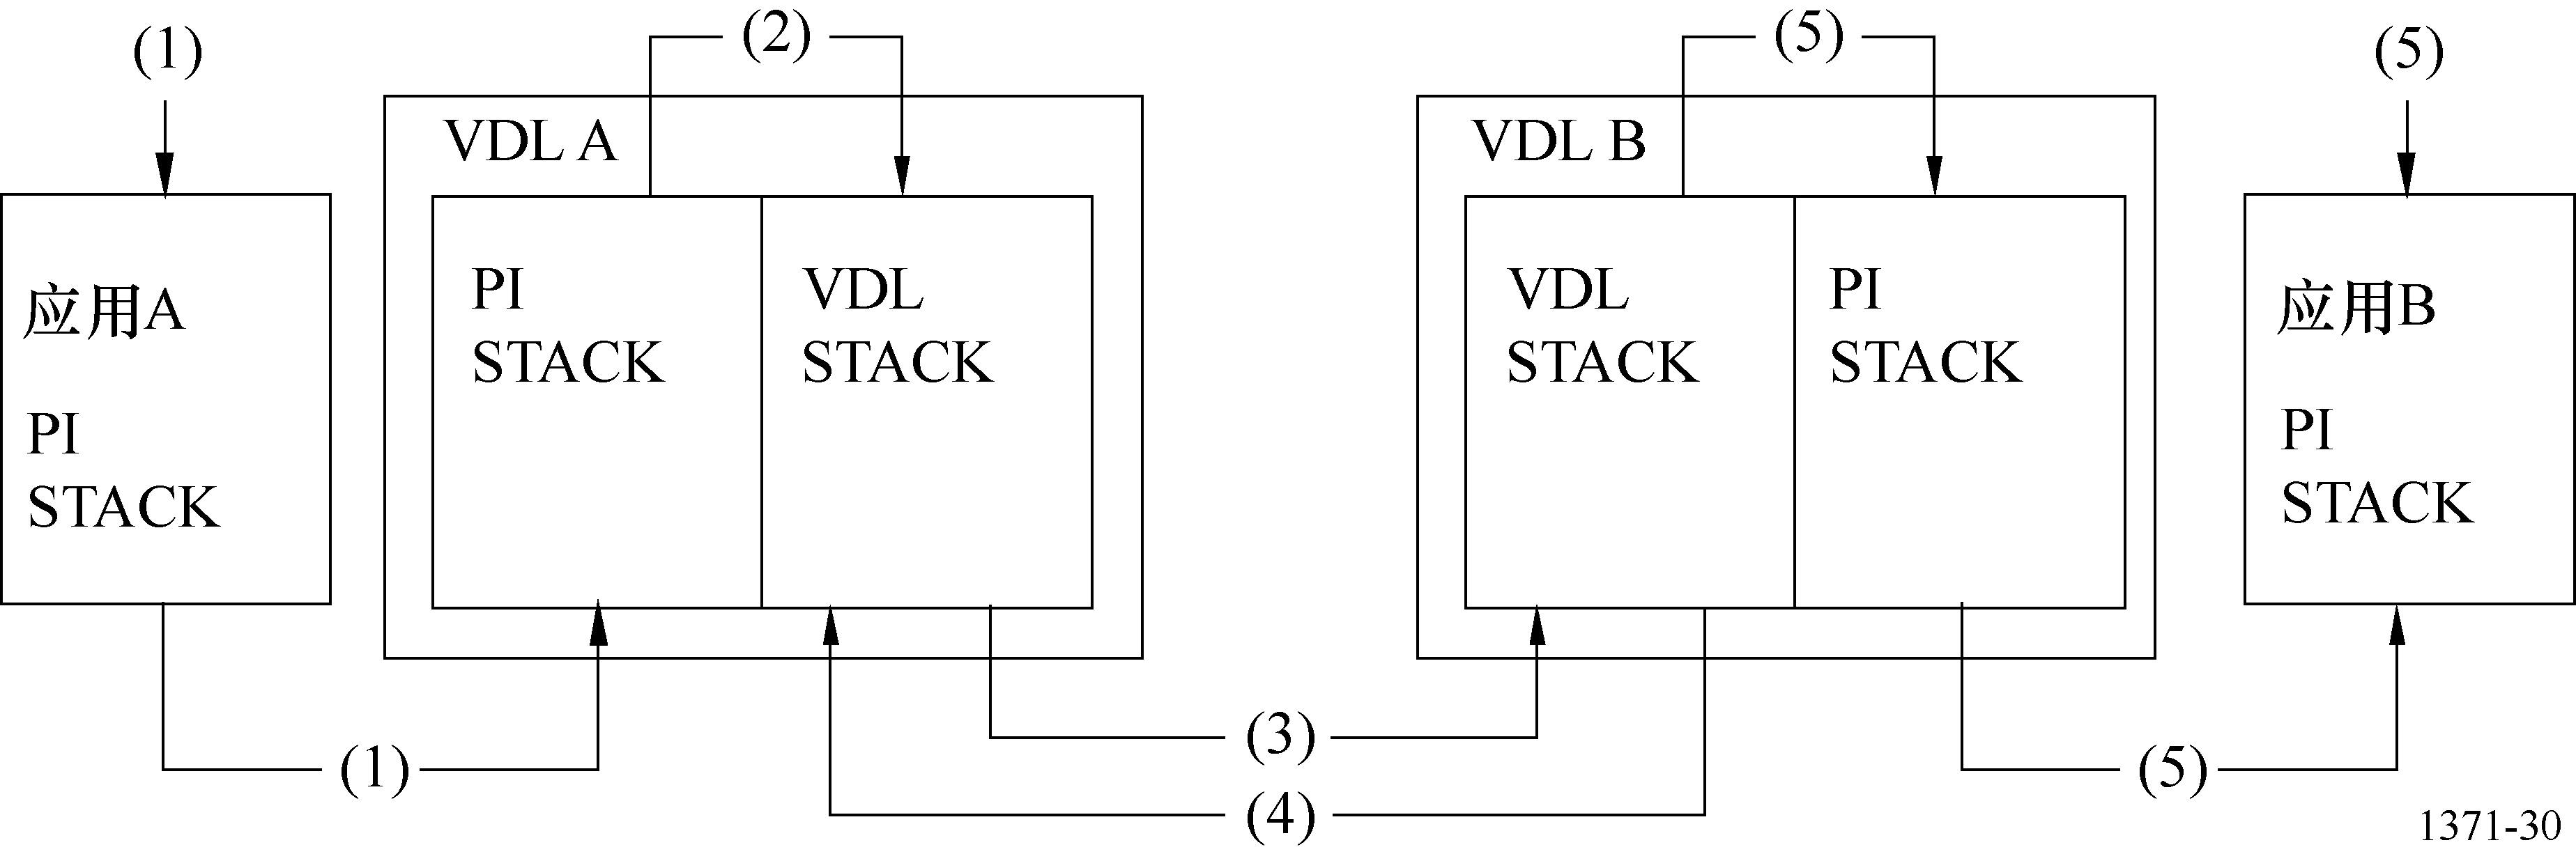 (1)
(2)
(5)
(5)
VDL A
VDL B
应用A
PI
STACK
PI
STACK
VDL
STACK
VDL
STACK
PI
STACK
应用B
PI
STACK
(1)
(3)
(4)
(5)
1371-30